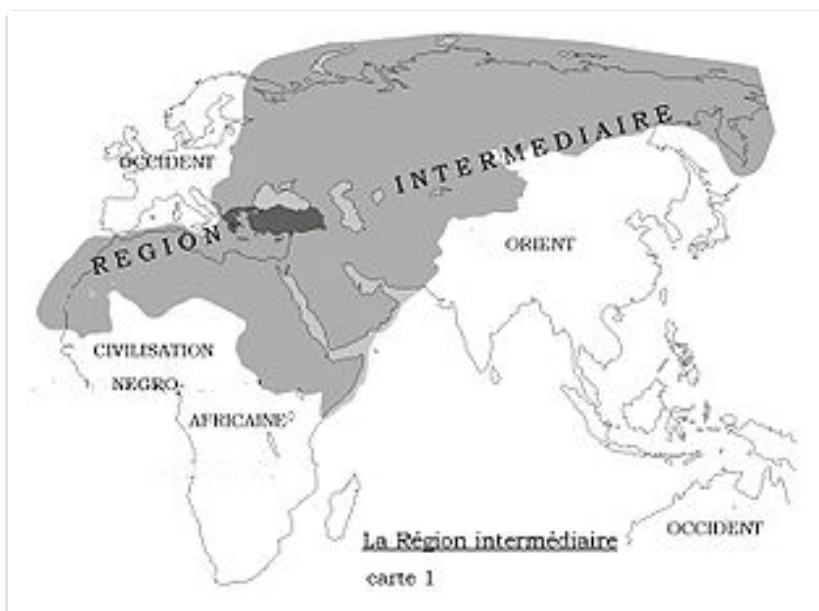 OCCIDENT
REGION INTERMEDIAIRE
ORIENT
CIVILISATION
NEGRO
AFRICAINE
OCCIDENT
La Région intermédiaire
carte 1